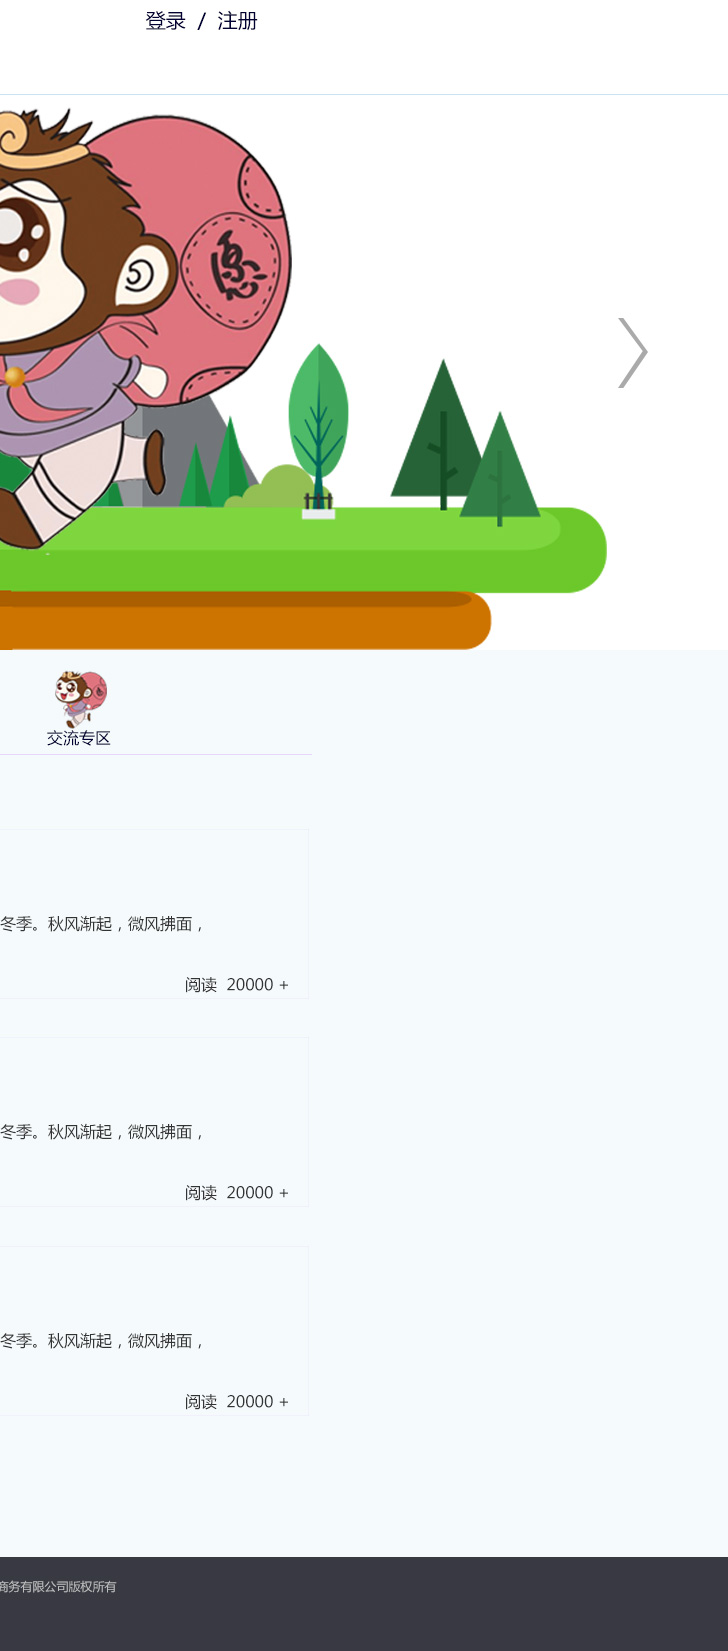 登录 / 注册
愿
交流专区
冬季。秋风渐起，微风拂面，
阅读 20000 +
冬季。秋风渐起，微风拂面，
阅读 20000 +
冬季。秋风渐起，微风拂面，
阅读 20000 +
商务有限公司版权所有